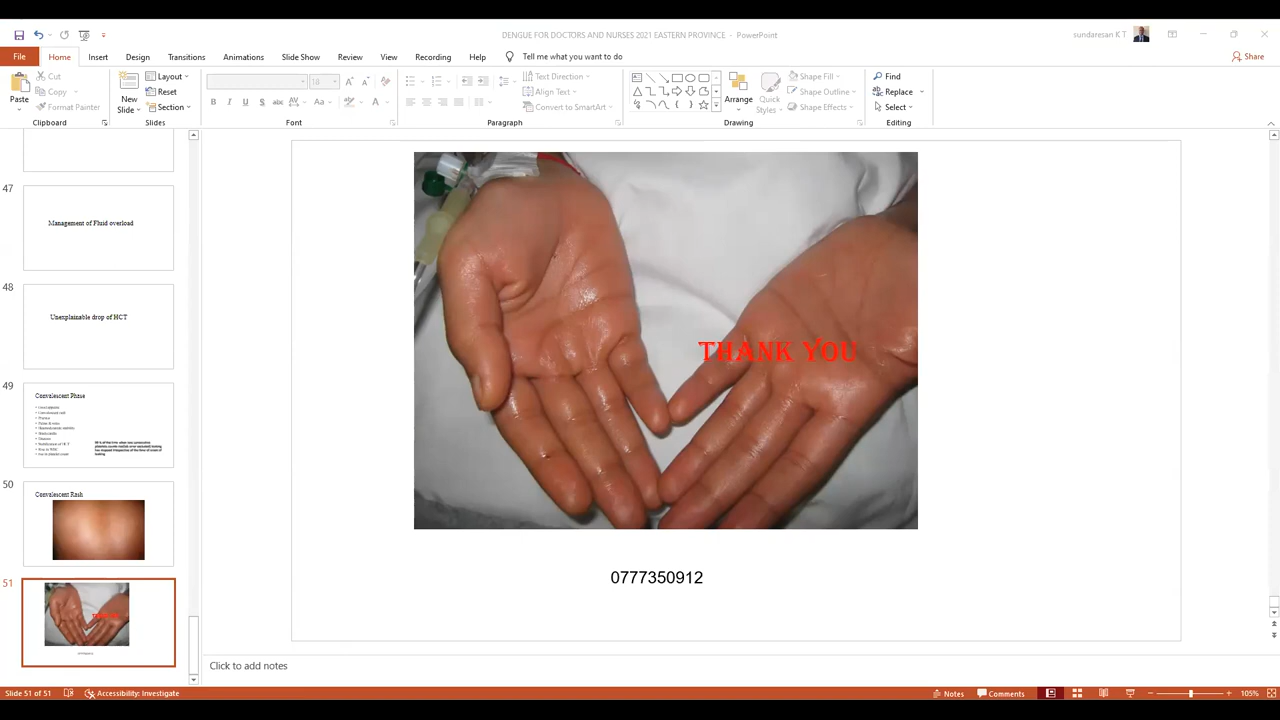 DENGUE FOR DOCTORS AND NURSES 2021 EASTERN PROVINCE - PowerPoint
sundaresan K T
File Home Insert Design Transitions Animations Slide Show Review View Recording Help Tell me what you want to do
Share
Paste
Cut
Copy
Format Painter
Clipboard
New Slide
Layout
Reset
Section
Slides
18
Font
Text Direction
Align Text
Convert to SmartArt
Paragraph
Arrange
Quick Styles
Shape Fill
Shape Outline
Shape Effects
Drawing
Find
Replace
Select
Editing
47
Management of Fluid overload
48
Unexplainable drop of HCT
49
Convalescent Phase
50
Convalescent Rash
51
THANK YOU
0777350912
Click to add notes
Slide 51 of 51
Accessibility: Investigate
Notes
Comments
105%